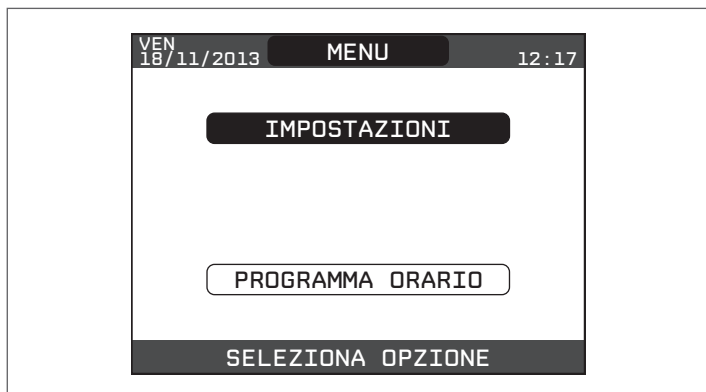 VEN
18/11/2013 MENU 12:17
IMPOSTAZIONI
PROGRAMMA ORARIO
SELEZIONA OPZIONE